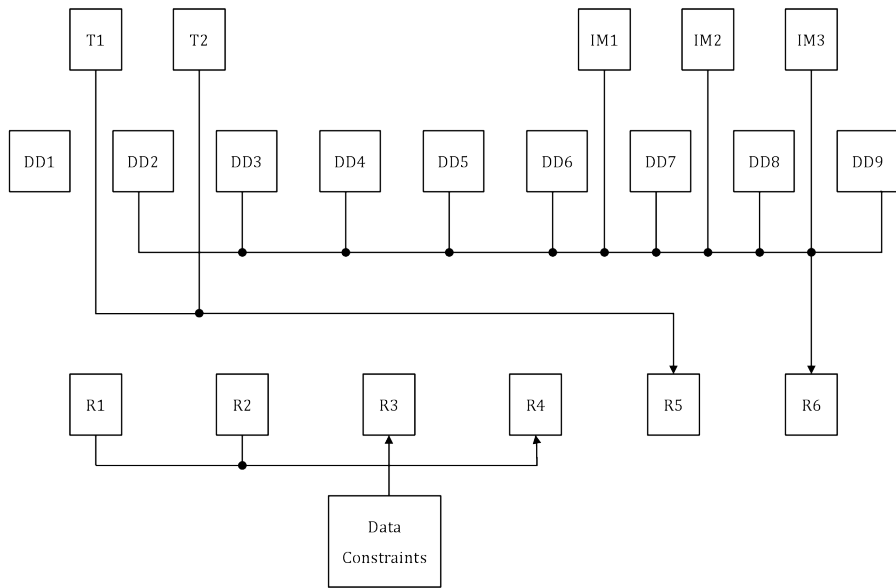 T1 T2 IM1 IM2 IM3
DD1 DD2 DD3 DD4 DD5 DD6 DD7 DD8 DD9
R1 R2 R3 R4 R5 R6
Data
Constraints